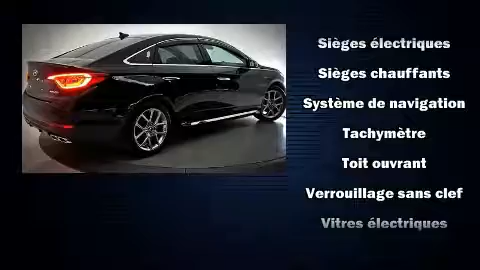 Sièges électriques
Sièges chauffants
Système de navigation
Tachymètre
Toit ouvrant
Verrouillage sans clef
Vitres électriques